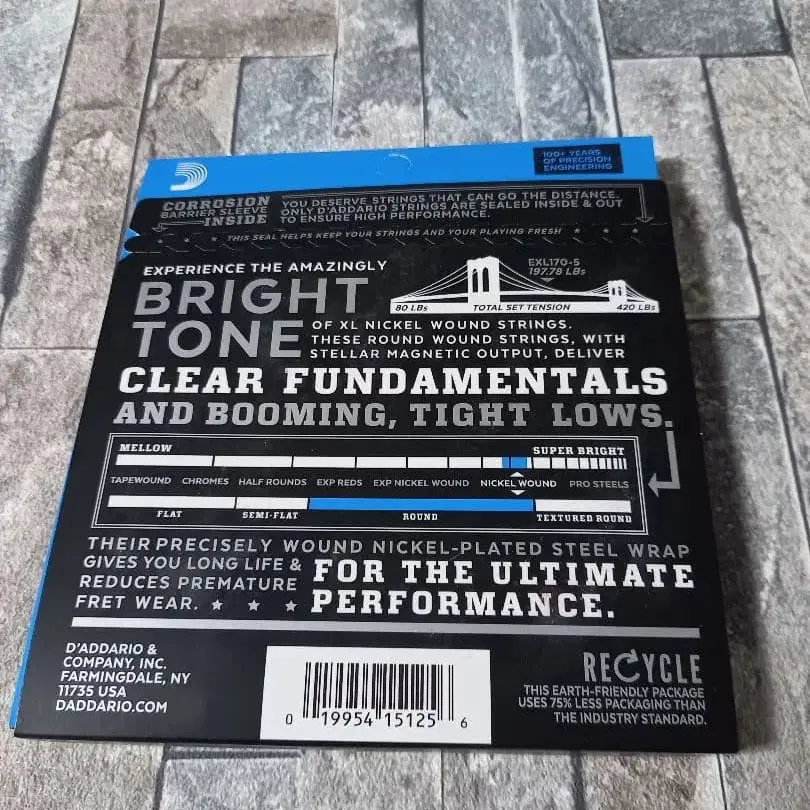 100+ YEARS
OF PRECISION
ENGINEERING
CORROSION
BARRIER SLEEVE
INSIDE
YOU DESERVE STRINGS THAT CAN GO THE DISTANCE.
ONLY D'ADDARIO STRINGS ARE SEALED INSIDE & OUT
TO ENSURE HIGH PERFORMANCE.
THIS SEAL HELPS KEEP YOUR STRINGS AND YOUR PLAYING FRESH
EXPERIENCE THE AMAZINGLY
BRIGHT
TONE
EXL170-5
197.78 LBs
80 LBs TOTAL SET TENSION 420 LBs
OF XL NICKEL WOUND STRINGS.
THESE ROUND WOUND STRINGS, WITH
STELLAR MAGNETIC OUTPUT, DELIVER
CLEAR FUNDAMENTALS
AND BOOMING, TIGHT LOWS.
MELLOW SUPER BRIGHT
TAPEWOUND CHROMES HALF ROUNDS EXP REDS EXP NICKEL WOUND NICKEL WOUND PRO STEELS
FLAT SEMI-FLAT ROUND TEXTURED ROUND
THEIR PRECISELY WOUND NICKEL-PLATED STEEL WRAP
GIVES YOU LONG LIFE &
REDUCES PREMATURE
FRET WEAR.
FOR THE ULTIMATE
PERFORMANCE.
D'ADDARIO &
COMPANY, INC.
FARMINGDALE, NY
11735 USA
DADDARIO.COM
0 19954 15125 6
RECYCLE
THIS EARTH-FRIENDLY PACKAGE
USES 75% LESS PACKAGING THAN
THE INDUSTRY STANDARD.